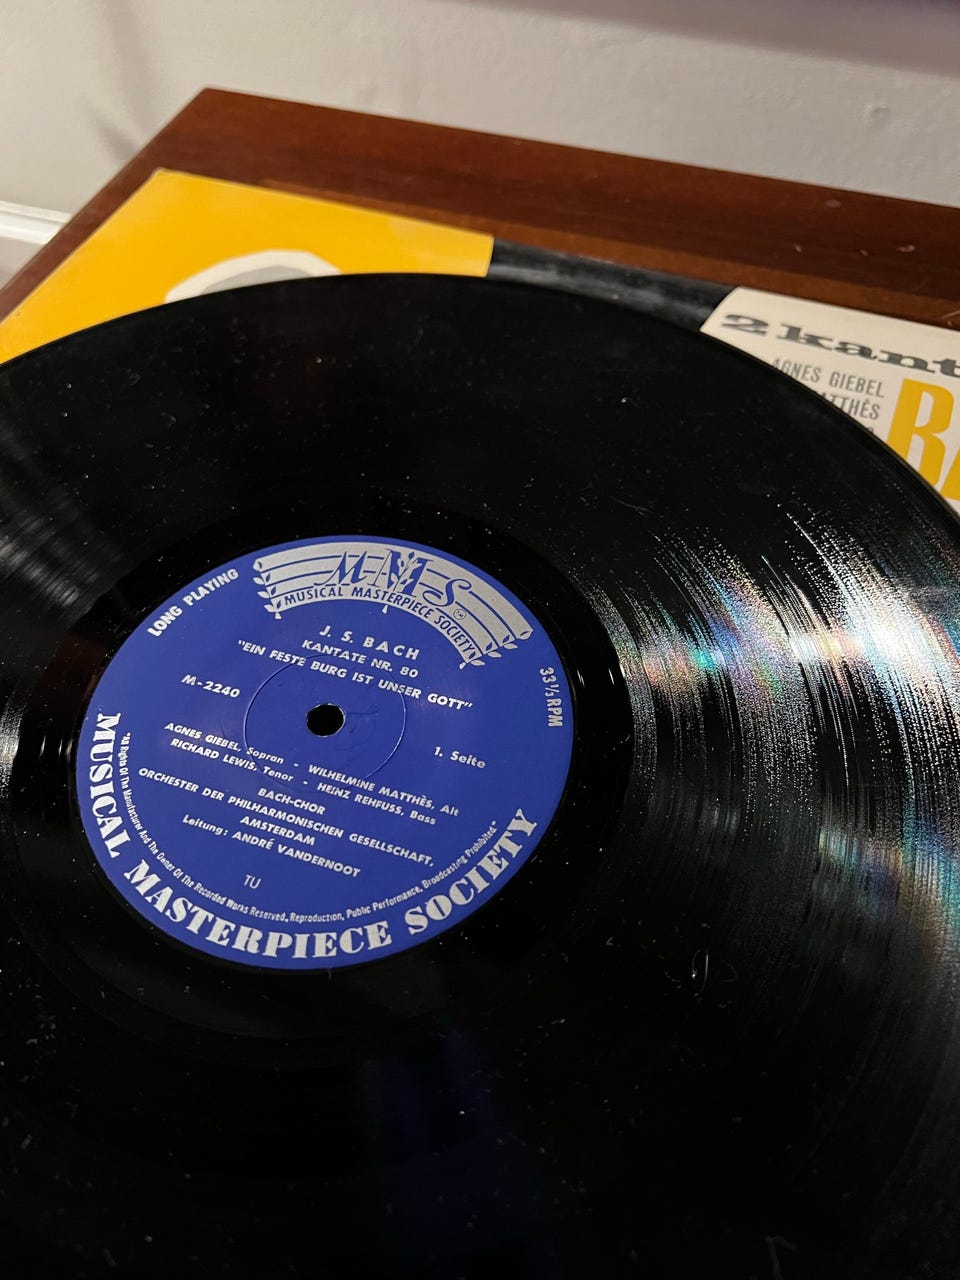 2 kant
AGNES GIEBEL
LONG PLAYING
M-M-S
MUSICAL MASTERPIECE SOCIETY
J. S. BACH
KANTATE NR. 80
"EIN FESTE BURG IST UNSER GOTT"
M-2240
33⅓ RPM
1. Seite
AGNES GIEBEL, Sopran - WILHELMINE MATTHÈS, Alt
RICHARD LEWIS, Tenor - HEINZ REHFUSS, Bass
BACH-CHOR
ORCHESTER DER PHILHARMONISCHEN GESELLSCHAFT,
AMSTERDAM
Leitung: ANDRÉ VANDERNOOT
TU
"All Rights Of The Manufacturer And The Owner Of The Recorded Works Reserved, Reproduction, Public Performance, Broadcasting Prohibited."
MUSICAL MASTERPIECE SOCIETY